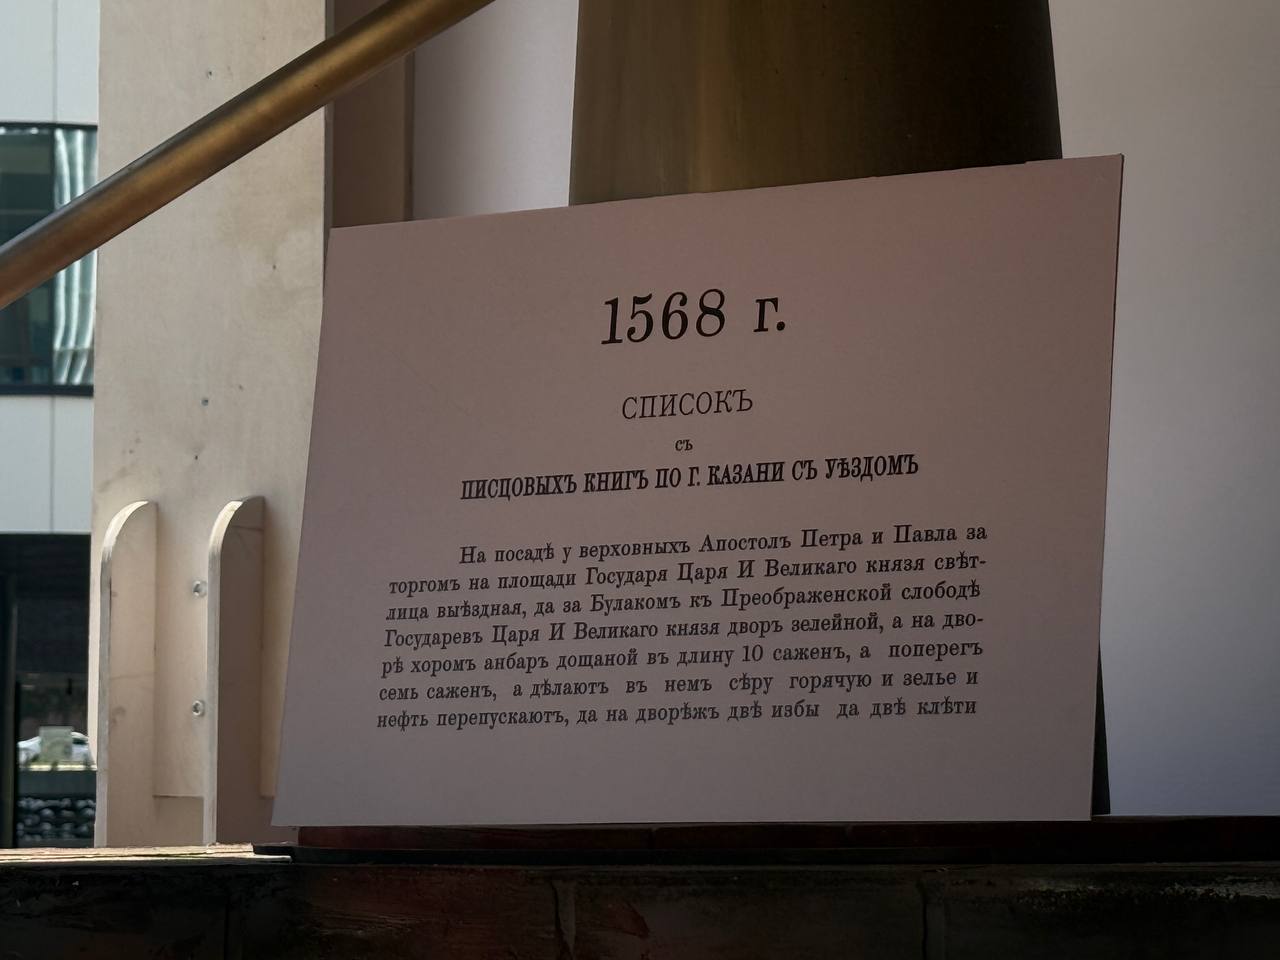 1568 г.
СПИСОКЪ
съ
ПИСЦОВЫХЪ КНИГЪ ПО Г. КАЗАНИ СЪ УѢЗДОМЪ
На посадѣ у верховныхъ Апостолъ Петра и Павла за
торгомъ на площади Государя Царя И Великаго князя свѣт-
лица выѣздная, да за Булакомъ къ Преображенской слободѣ
Государевъ Царя И Великаго князя дворъ зелейной, а на дво-
рѣ хоромъ анбаръ дощаной въ длину 10 саженъ, а поперегъ
семь саженъ, а дѣлаютъ въ немъ сѣру горячую и зелье и
нефть перепускаютъ, да на дворѣжъ двѣ избы да двѣ клѣти